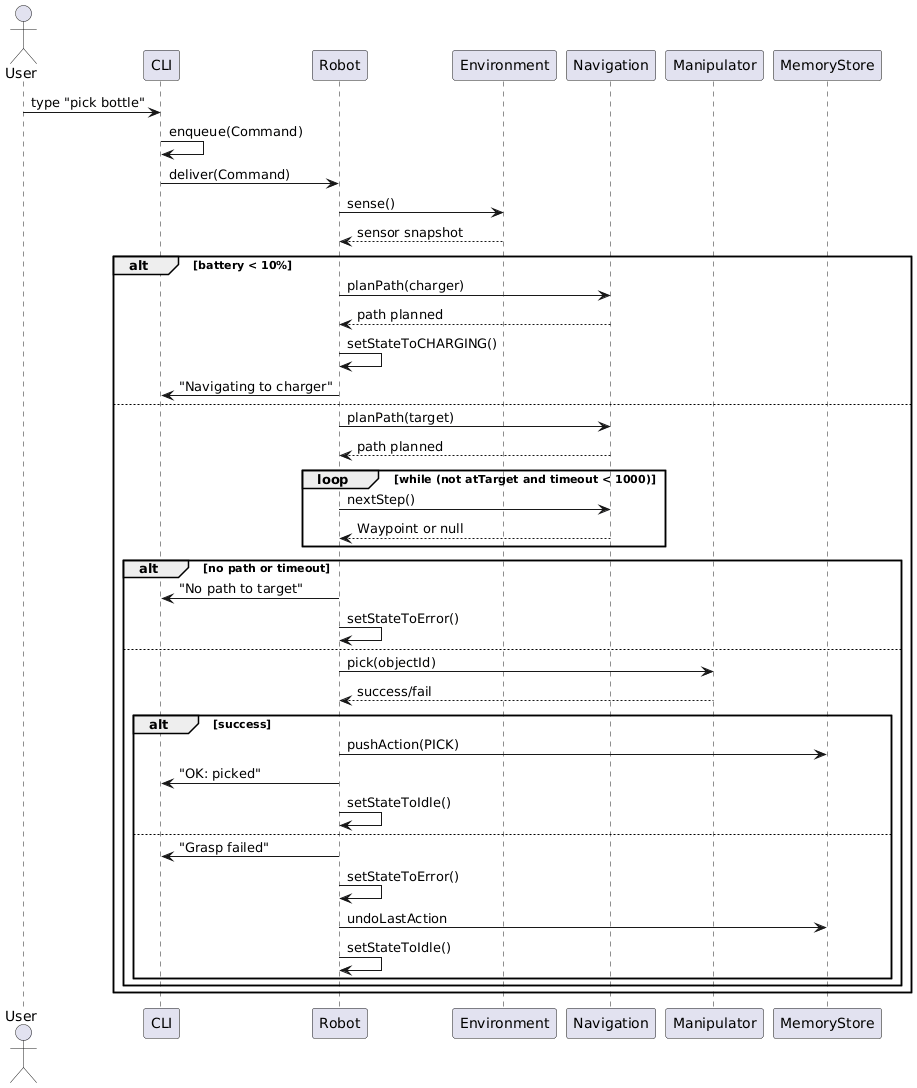 User
CLI
Robot
Environment
Navigation
Manipulator
MemoryStore
type "pick bottle"
enqueue(Command)
deliver(Command)
sense()
sensor snapshot
alt [battery < 10%]
planPath(charger)
path planned
setStateToCHARGING()
"Navigating to charger"
planPath(target)
path planned
loop [while (not atTarget and timeout < 1000)]
nextStep()
Waypoint or null
alt [no path or timeout]
"No path to target"
setStateToError()
pick(objectId)
success/fail
alt [success]
pushAction(PICK)
"OK: picked"
setStateToIdle()
"Grasp failed"
setStateToError()
undoLastAction
setStateToIdle()
User
CLI
Robot
Environment
Navigation
Manipulator
MemoryStore